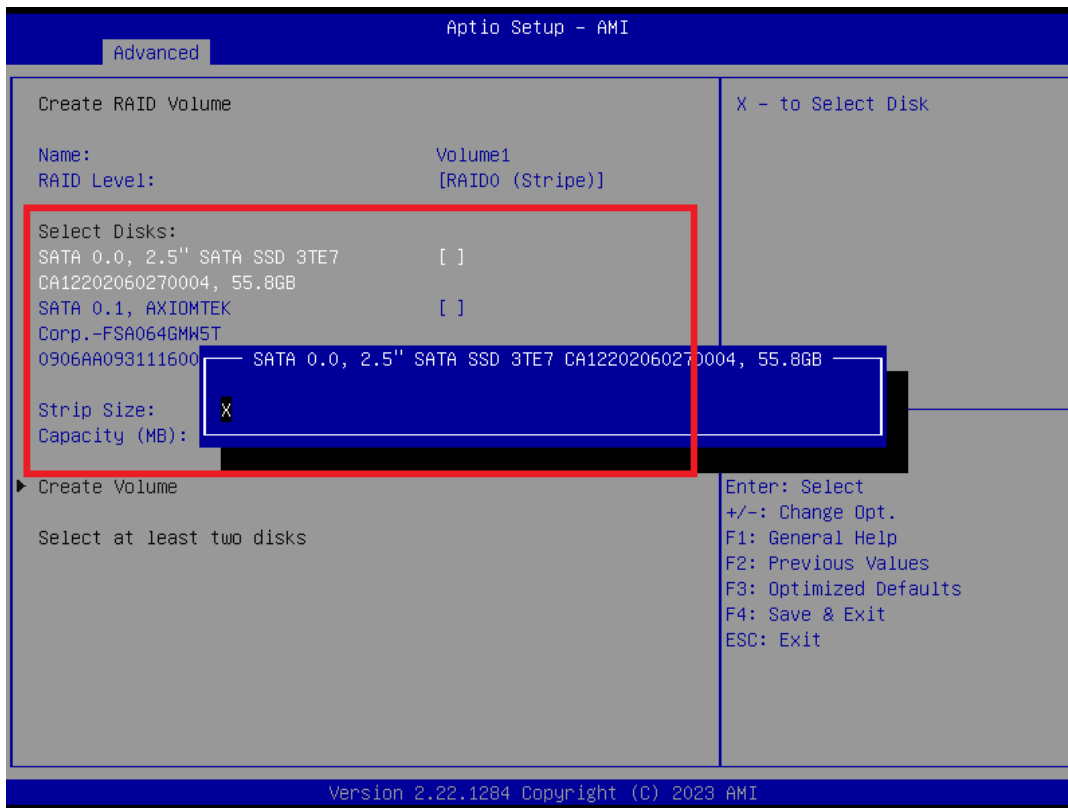 Aptio Setup – AMI
Advanced
Create RAID Volume
Name: Volume1
RAID Level: [RAID0 (Stripe)]
Select Disks:
SATA 0.0, 2.5'' SATA SSD 3TE7 [ ]
CA12202060270004, 55.8GB
SATA 0.1, AXIOMTEK [ ]
Corp.-FSA064GMW5T
0906AA093111600
SATA 0.0, 2.5'' SATA SSD 3TE7 CA12202060270004, 55.8GB
X
Strip Size:
Capacity (MB):
► Create Volume
Select at least two disks
X – to Select Disk
Enter: Select
+/-: Change Opt.
F1: General Help
F2: Previous Values
F3: Optimized Defaults
F4: Save & Exit
ESC: Exit
Version 2.22.1284 Copyright (C) 2023 AMI